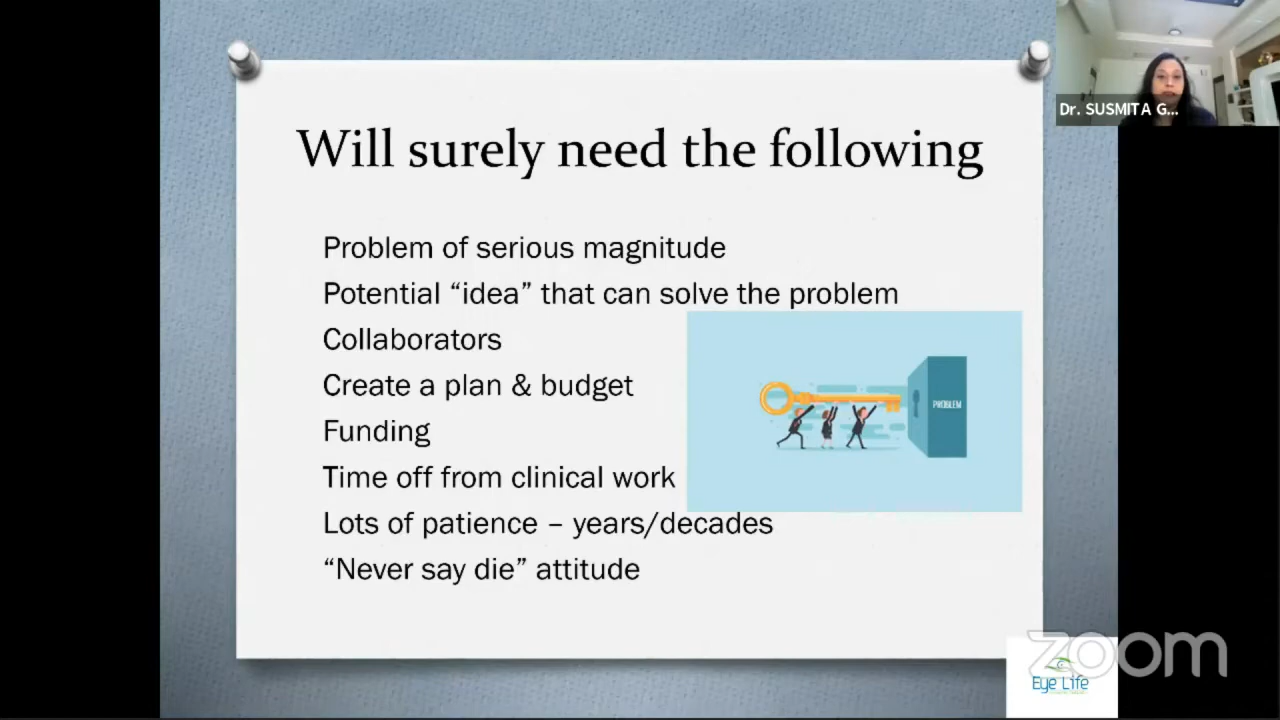 Dr. SUSMITA G...
Will surely need the following
Problem of serious magnitude
Potential “idea” that can solve the problem
Collaborators
Create a plan & budget
Funding
Time off from clinical work
Lots of patience – years/decades
“Never say die” attitude
PROBLEM
zoom
Eye Life